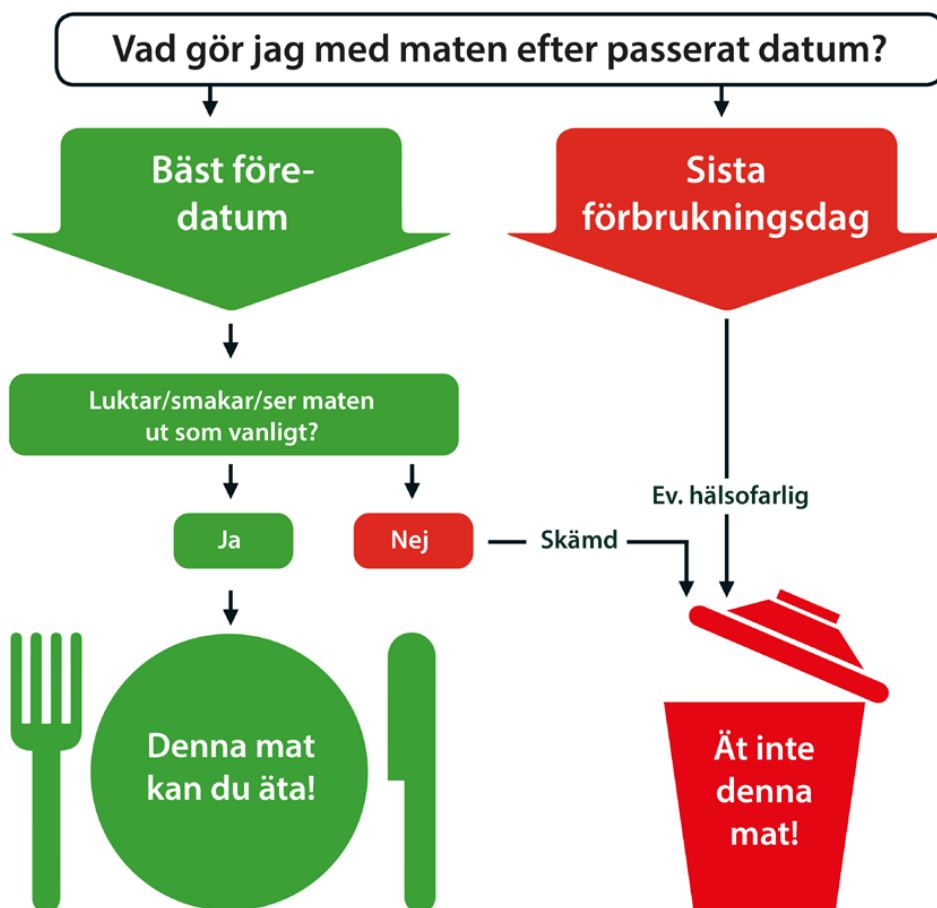 Vad gör jag med maten efter passerat datum?
Bäst före-
datum
Sista
förbrukningsdag
Luktar/smakar/ser maten
ut som vanligt?
Ev. hälsofarlig
Ja
Nej
Skämd
Denna mat
kan du äta!
Ät inte
denna
mat!